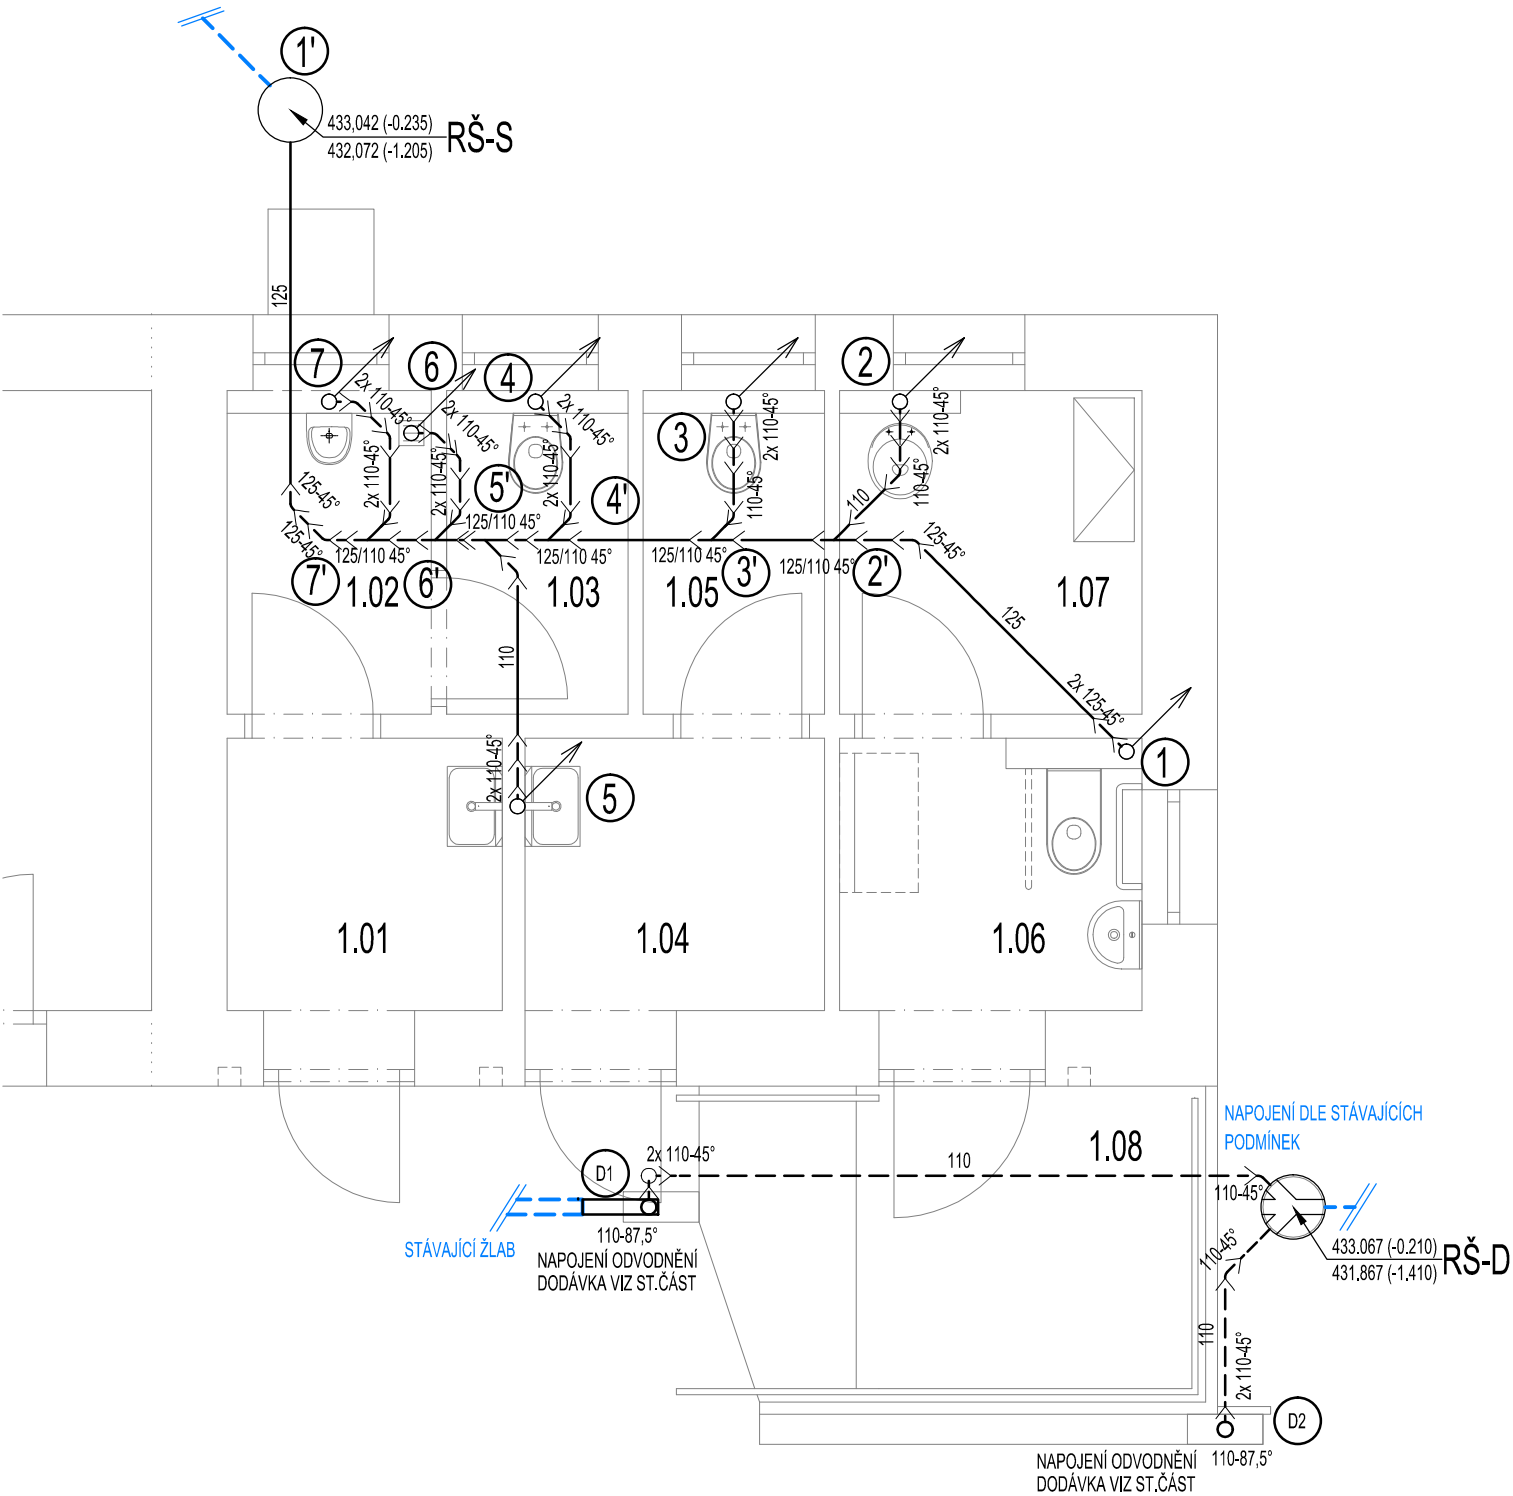 1'
433,042 (-0.235)
432,072 (-1.205)
RŠ-S
125
7
6
4
3
2
2x 110-45°
2x 110-45°
2x 110-45°
2x 110-45°
2x 110-45°
2x 110-45°
2x 110-45°
2x 110-45°
110-45°
110-45°
110
125-45°
125-45°
125-45°
5'
4'
125/110 45°
125/110 45°
125/110 45°
125/110 45°
125/110 45°
7'
6'
3'
2'
1.02
1.03
1.05
1.07
110
125
2x 125-45°
2x 110-45°
1
5
1.01
1.04
1.06
NAPOJENÍ DLE STÁVAJÍCÍCH
PODMÍNEK
1.08
D1
2x 110-45°
110
110-45°
STÁVAJÍCÍ ŽLAB
110-87,5°
NAPOJENÍ ODVODNĚNÍ
DODÁVKA VIZ ST.ČÁST
110-45°
433.067 (-0.210)
431.867 (-1.410)
RŠ-D
110
2x 110-45°
D2
NAPOJENÍ ODVODNĚNÍ
DODÁVKA VIZ ST.ČÁST
110-87,5°